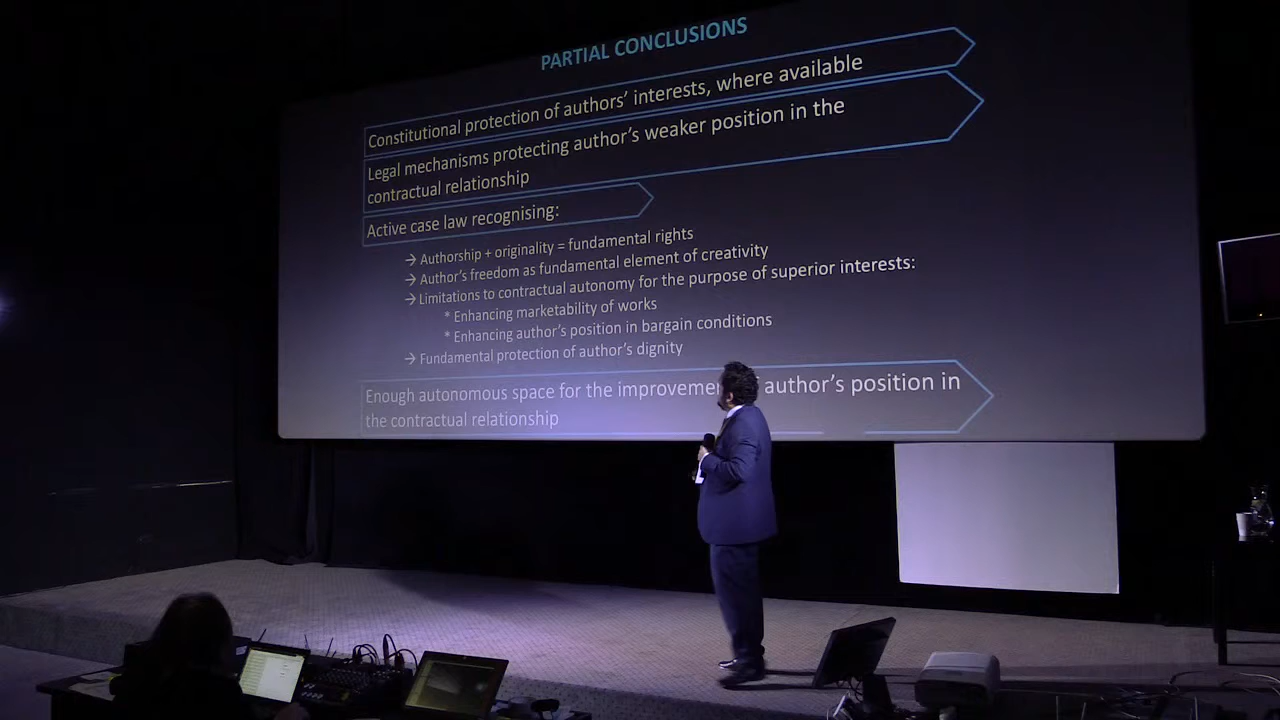 PARTIAL CONCLUSIONS
Constitutional protection of authors' interests, where available
Legal mechanisms protecting author's weaker position in the
contractual relationship
Active case law recognising:
→ Authorship + originality = fundamental rights
→ Author's freedom as fundamental element of creativity
→ Limitations to contractual autonomy for the purpose of superior interests:
* Enhancing marketability of works
* Enhancing author's position in bargain conditions
→ Fundamental protection of author's dignity
Enough autonomous space for the author's position in
the contractual relationship